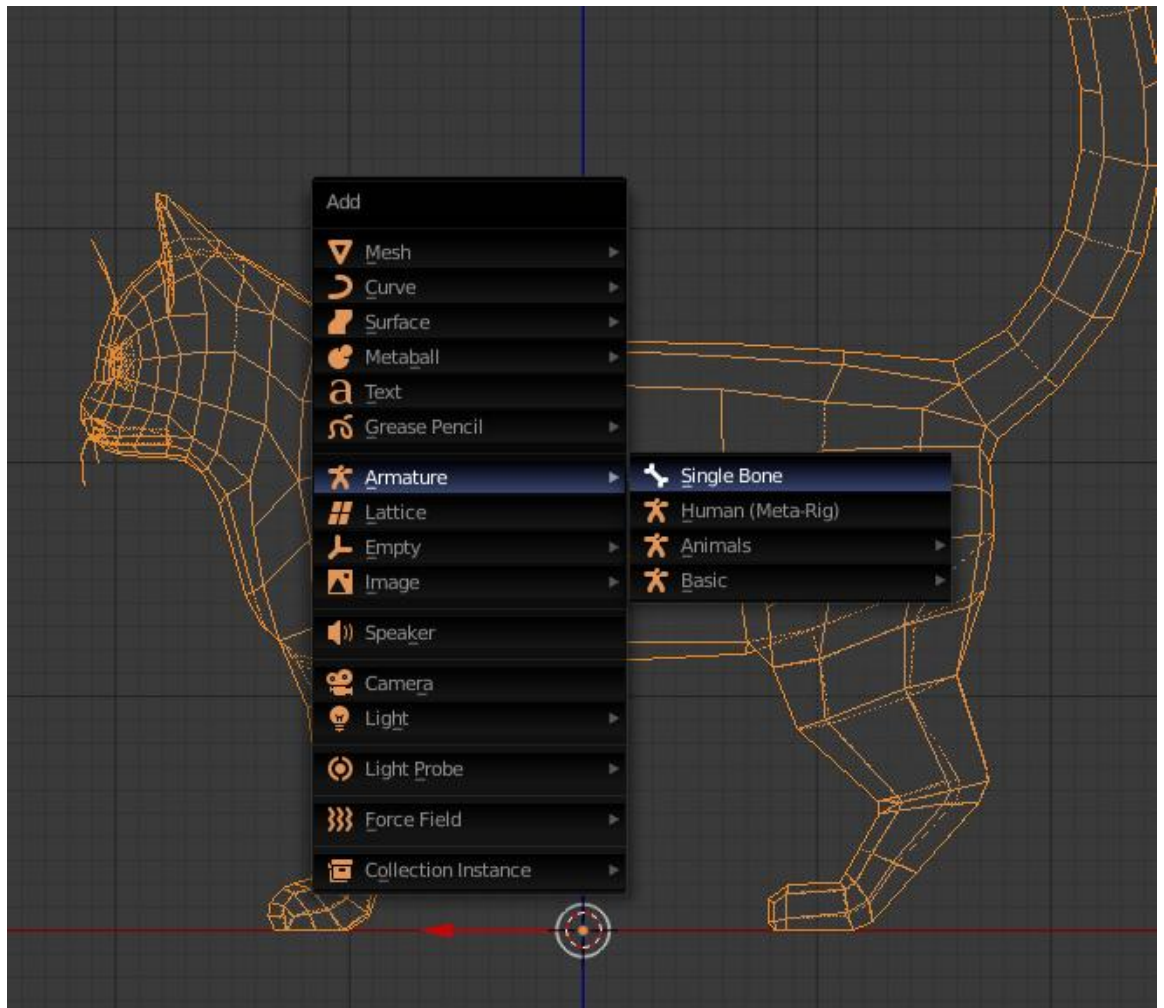 Add
Mesh
Curve
Surface
Metaball
Text
Grease Pencil
Armature
Single Bone
Lattice
Human (Meta-Rig)
Empty
Animals
Image
Basic
Speaker
Camera
Light
Light Probe
Force Field
Collection Instance